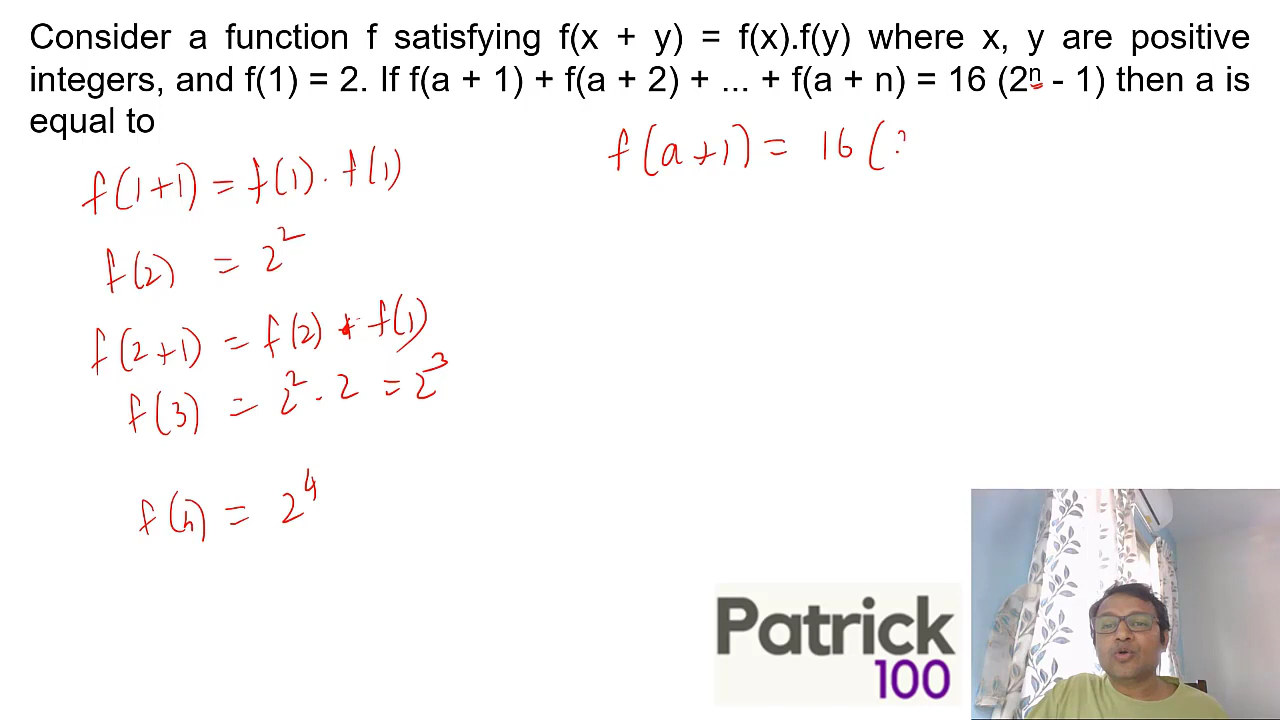 Consider a function f satisfying f(x + y) = f(x).f(y) where x, y are positive
integers, and f(1) = 2. If f(a + 1) + f(a + 2) + ... + f(a + n) = 16 (2ⁿ - 1) then a is
equal to
f(a+1) = 16 (
f(1+1) = f(1) . f(1)
f(2) = 2²
f(2+1) = f(2) * f(1)
f(3) = 2² . 2 = 2³
f(n) = 2⁴
Patrick
100